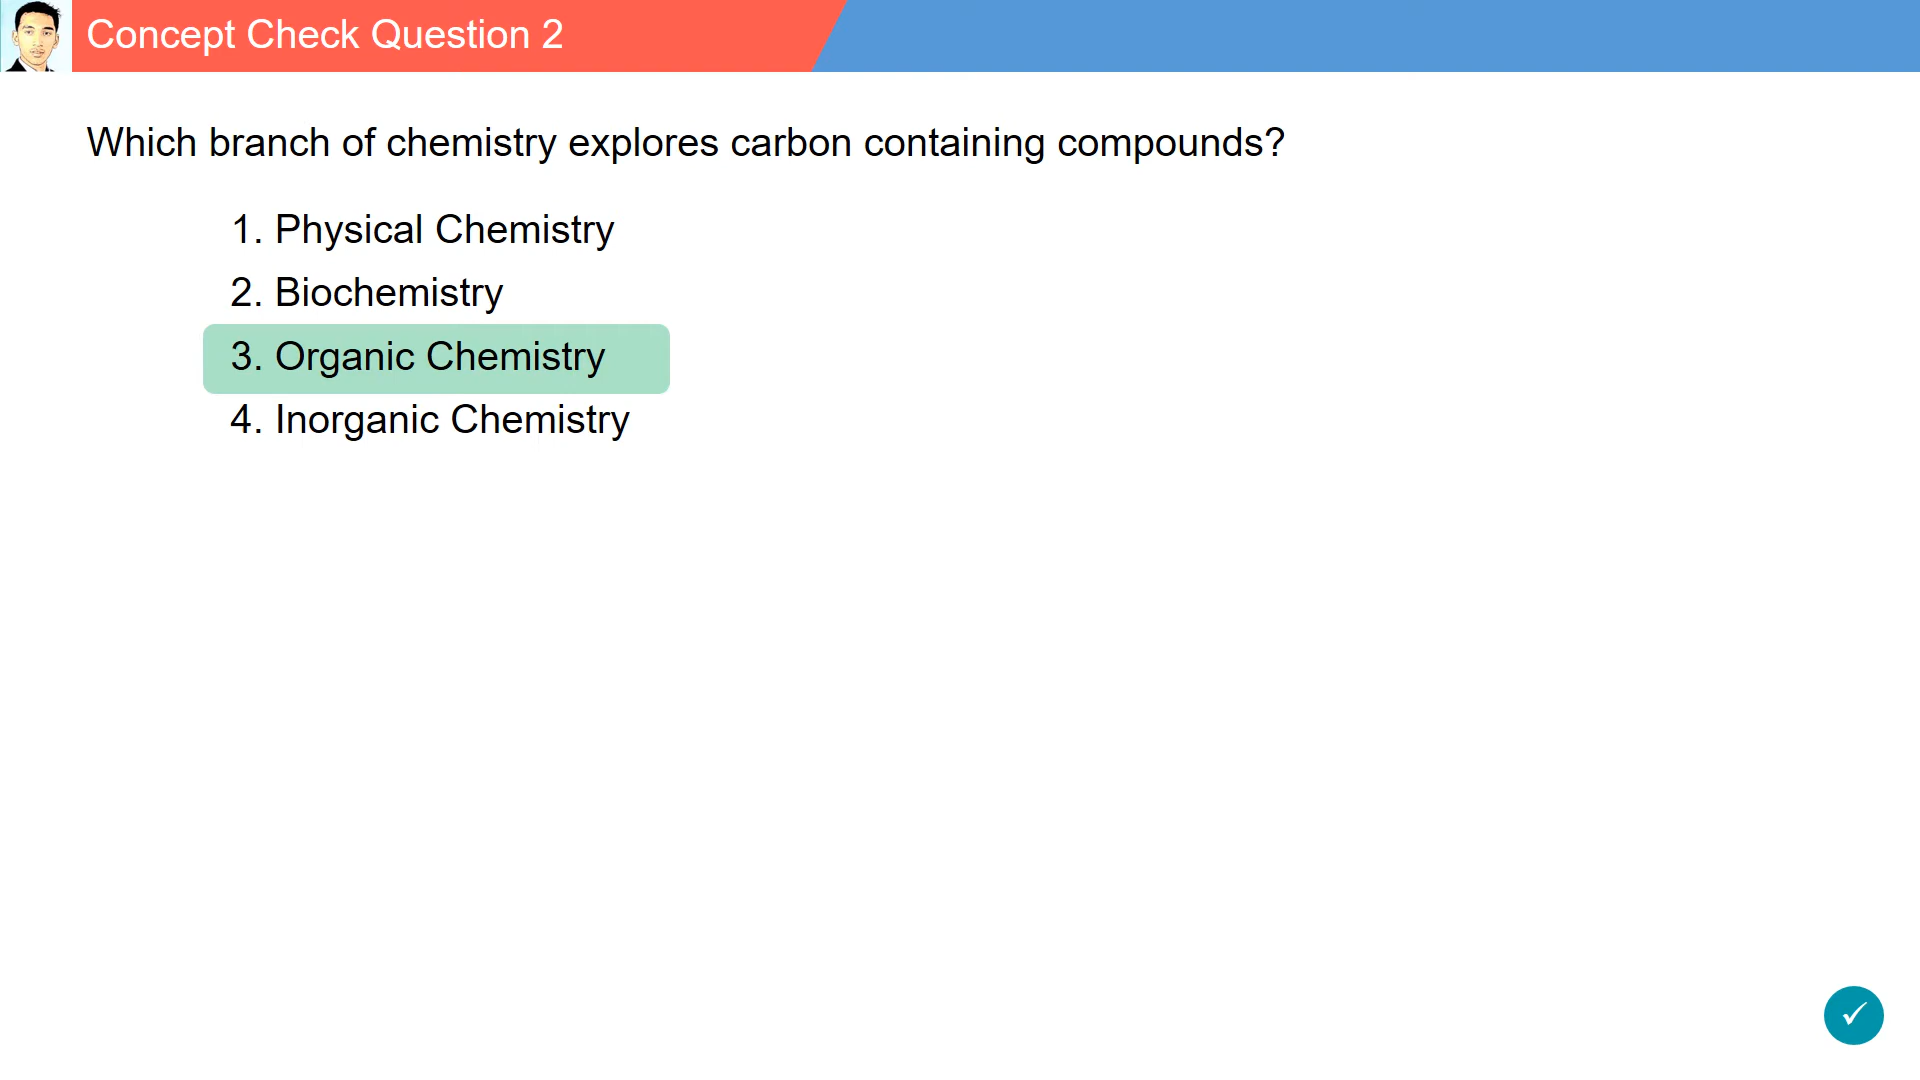 Concept Check Question 2
Which branch of chemistry explores carbon containing compounds?
1. Physical Chemistry
2. Biochemistry
3. Organic Chemistry
4. Inorganic Chemistry